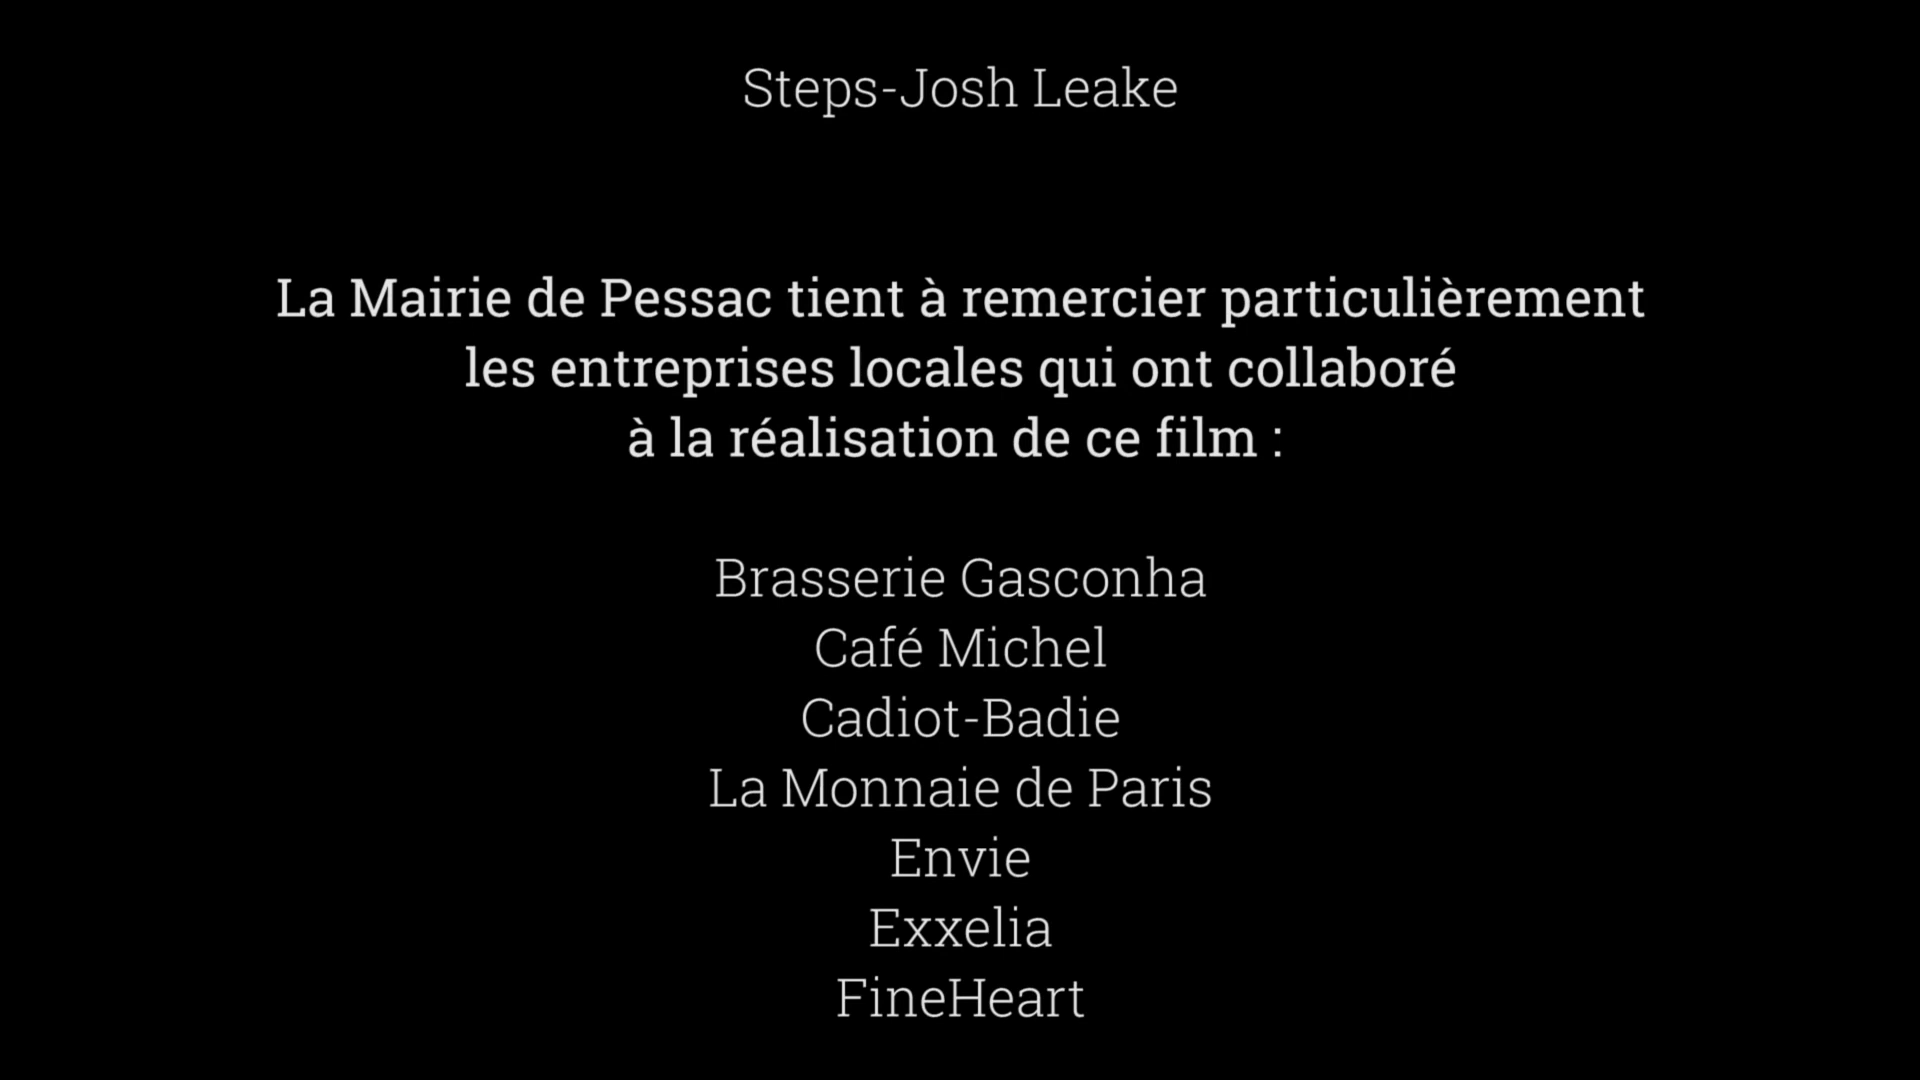 Steps-Josh Leake
La Mairie de Pessac tient à remercier particulièrement
les entreprises locales qui ont collaboré
à la réalisation de ce film :
Brasserie Gasconha
Café Michel
Cadiot-Badie
La Monnaie de Paris
Envie
Exxelia
FineHeart